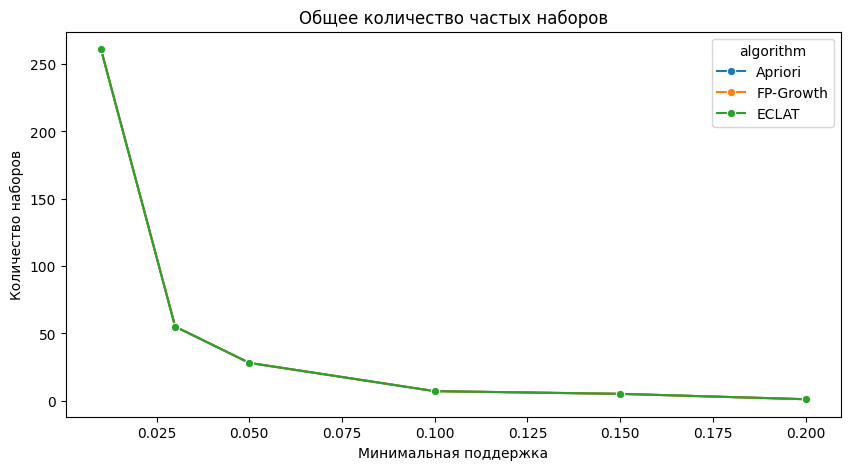 Общее количество частых наборов
algorithm
Apriori
FP-Growth
ECLAT
Количество наборов
250
200
150
100
50
0
0.025
0.050
0.075
0.100
0.125
0.150
0.175
0.200
Минимальная поддержка